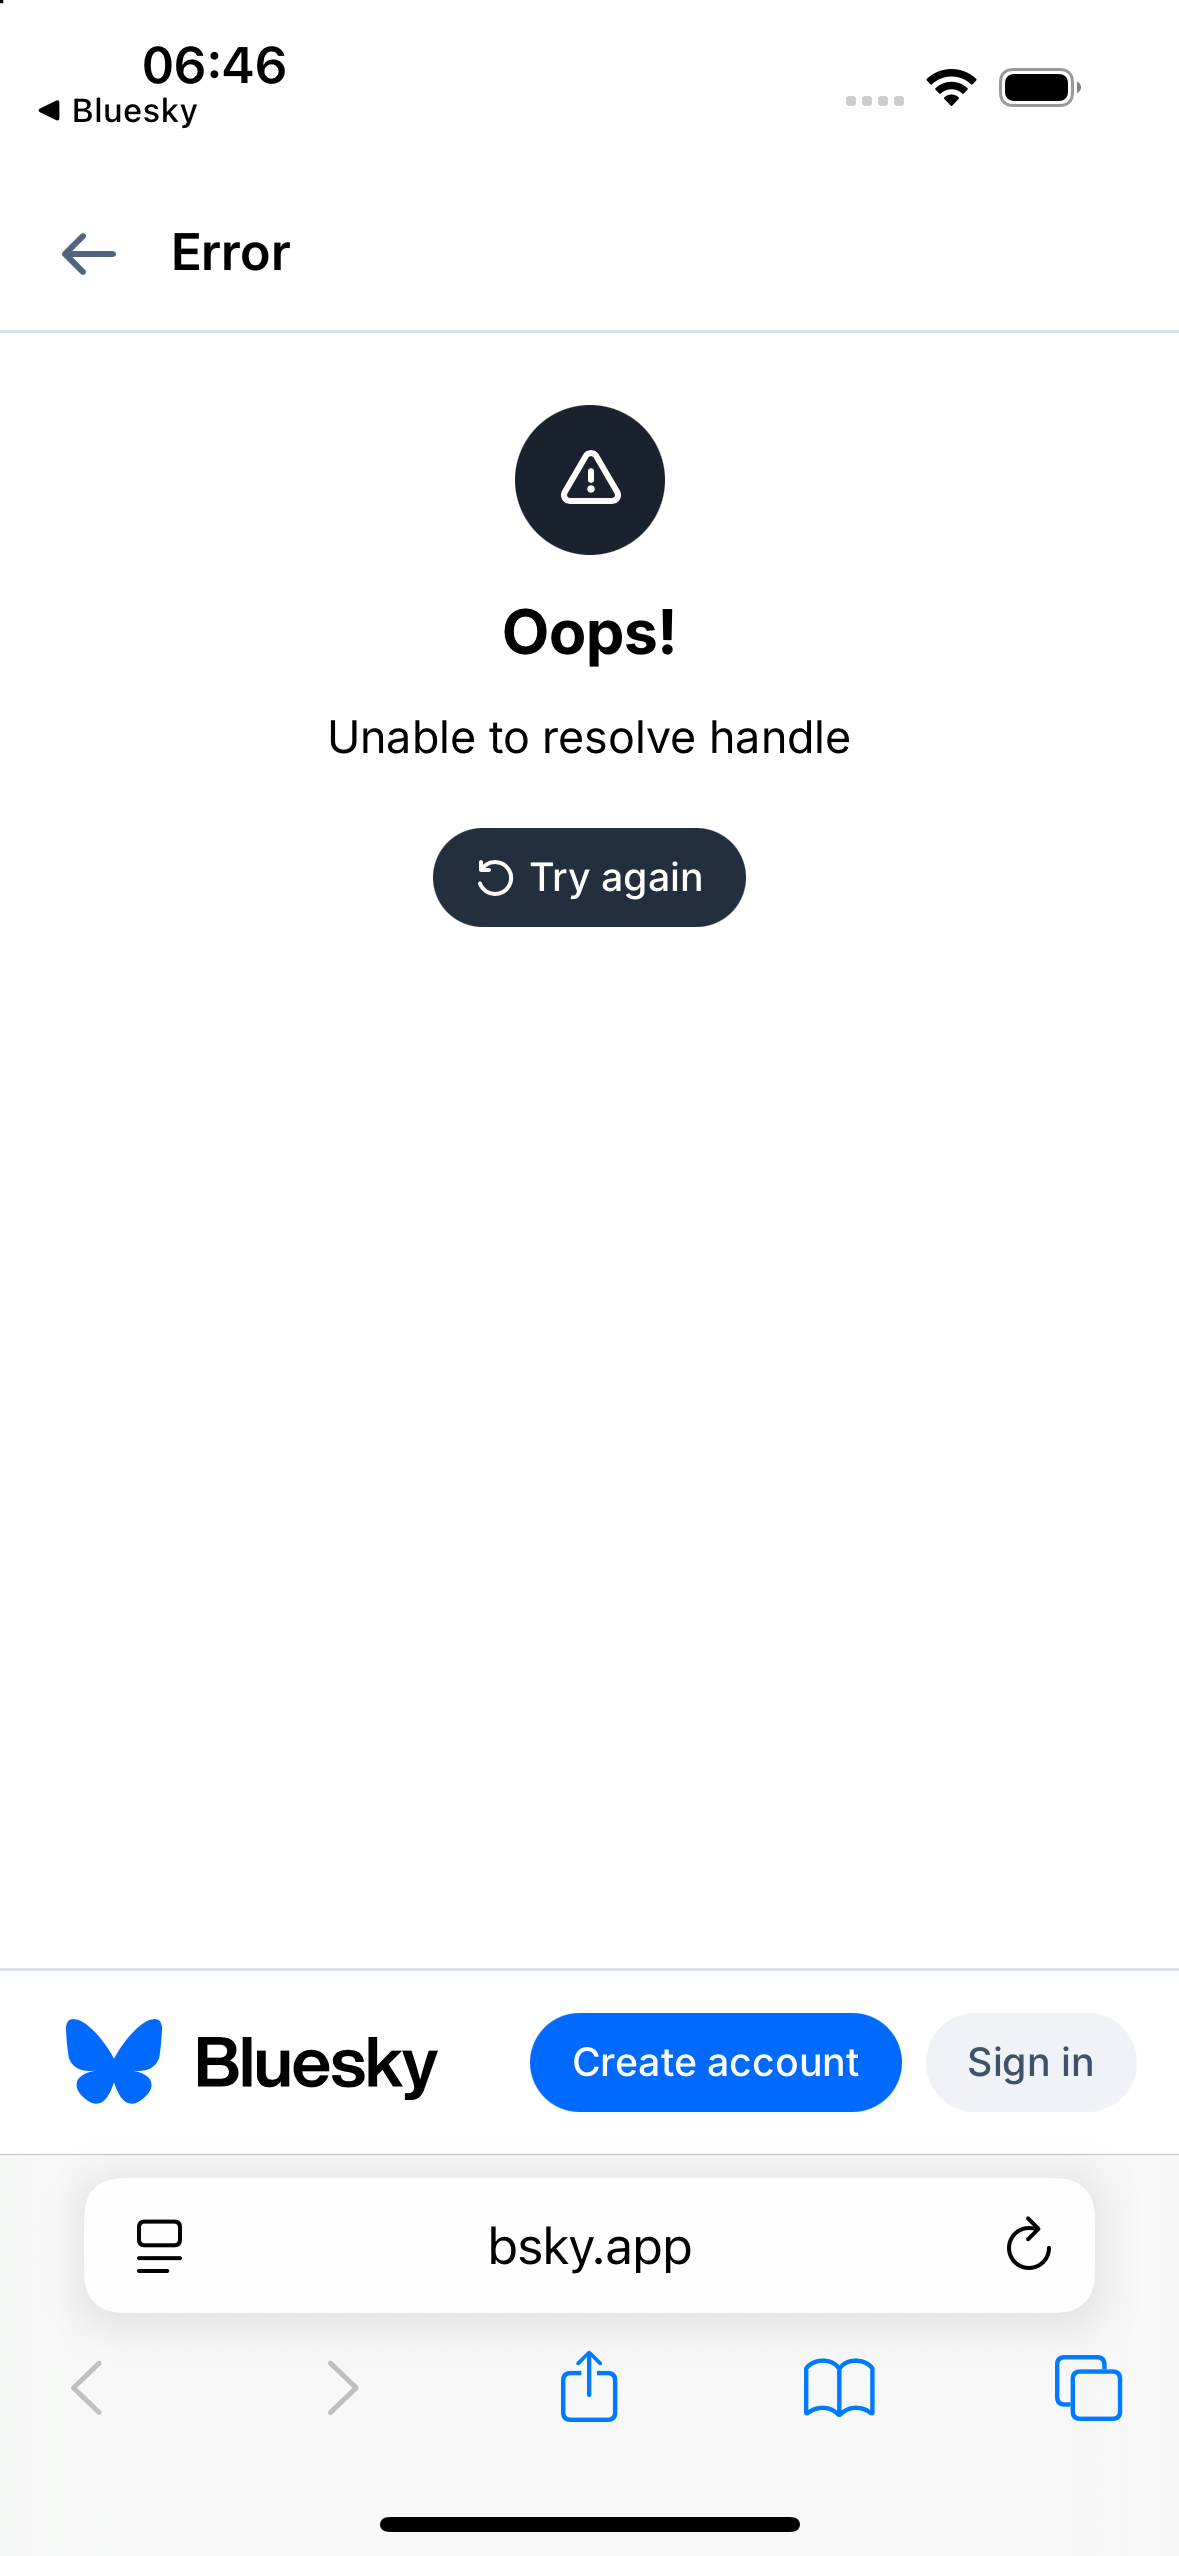 06:46
◀ Bluesky
Error
Oops!
Unable to resolve handle
Try again
Bluesky
Create account
Sign in
bsky.app